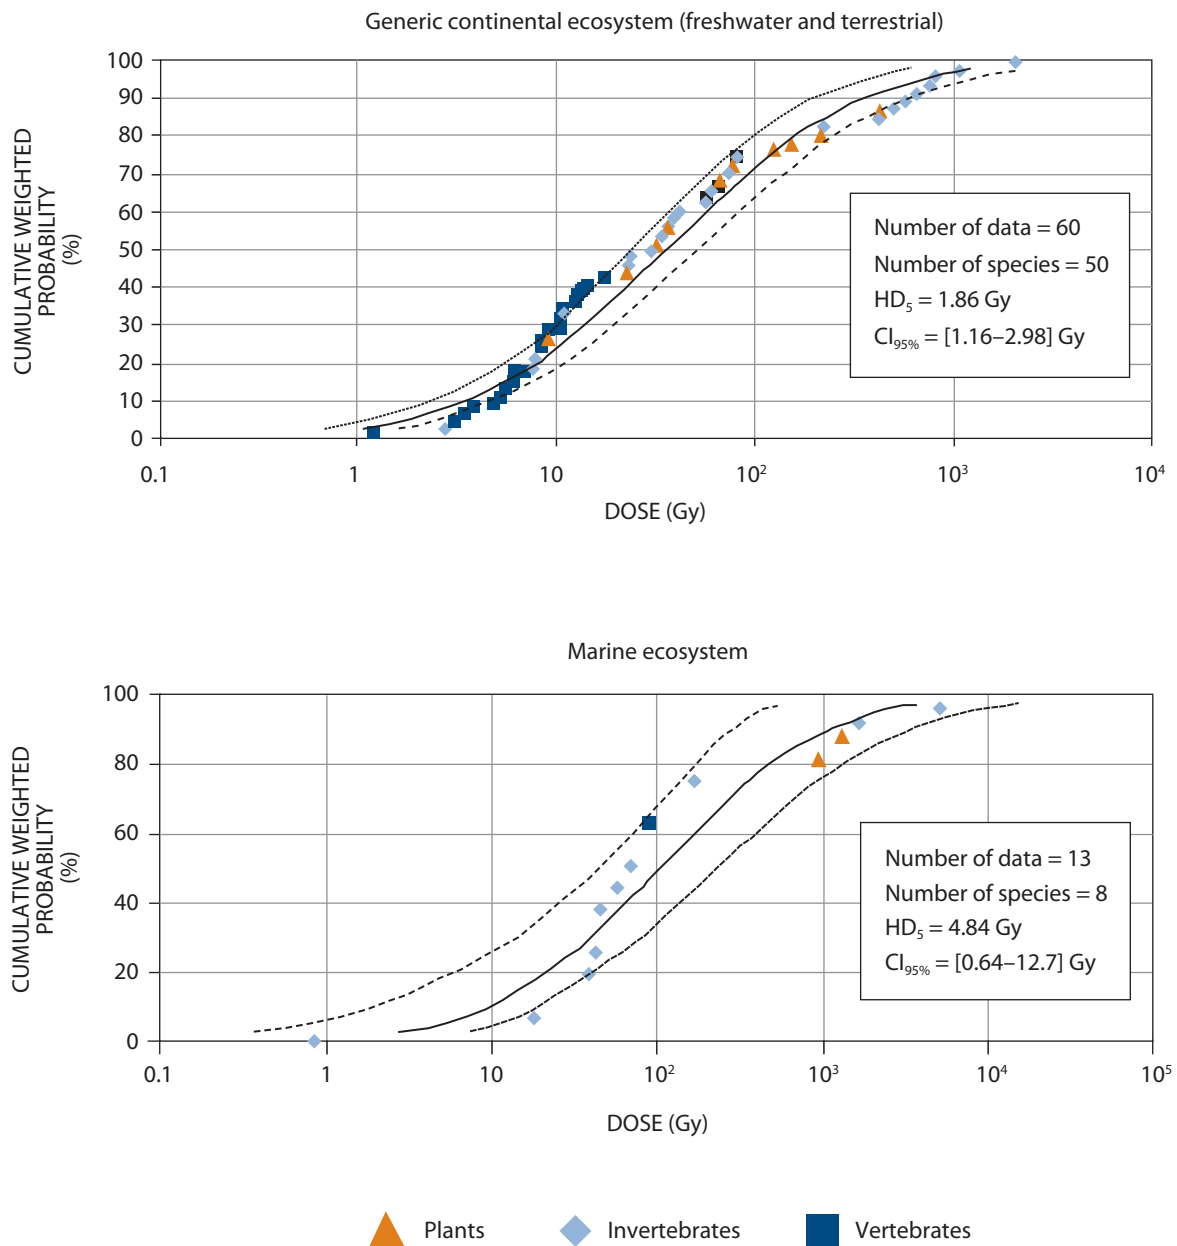 Generic continental ecosystem (freshwater and terrestrial)
CUMULATIVE WEIGHTED
PROBABILITY
(%)
100
90
80
70
60
50
40
30
20
10
0
Number of data = 60
Number of species = 50
HD₅ = 1.86 Gy
CI₉₅% = [1.16–2.98] Gy
0.1 1 10 10² 10³ 10⁴
DOSE (Gy)
Marine ecosystem
CUMULATIVE WEIGHTED
PROBABILITY
(%)
100
80
60
40
20
0
Number of data = 13
Number of species = 8
HD₅ = 4.84 Gy
CI₉₅% = [0.64–12.7] Gy
0.1 1 10 10² 10³ 10⁴ 10⁵
DOSE (Gy)
Plants Invertebrates Vertebrates